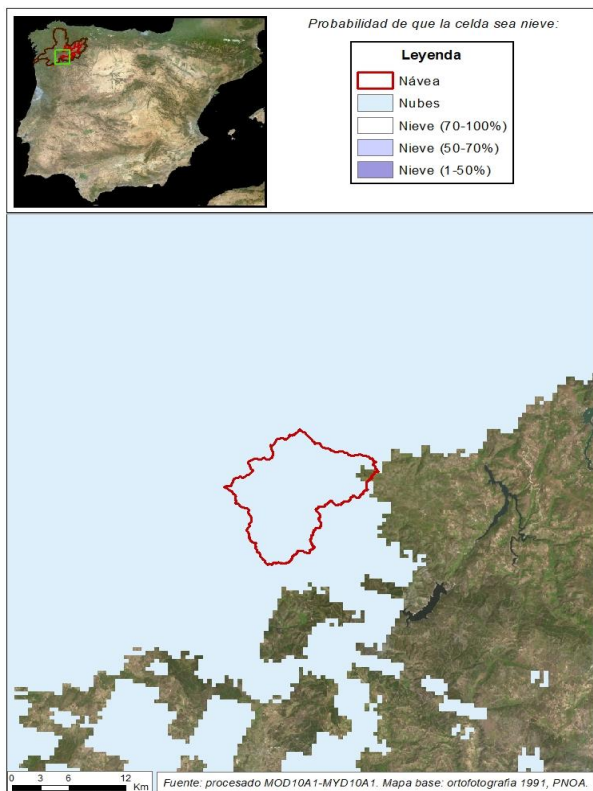 Probabilidad de que la celda sea nieve:
Leyenda
Návea
Nubes
Nieve (70-100%)
Nieve (50-70%)
Nieve (1-50%)
0 3 6 12
Km
Fuente: procesado MOD10A1-MYD10A1. Mapa base: ortofotografía 1991, PNOA.